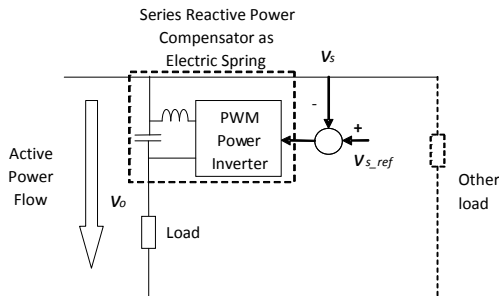 Series Reactive Power
Compensator as
Electric Spring
Vs
PWM
Power
Inverter
-
+
Vs_ref
Active
Power
Flow
Vo
Load
Other
load